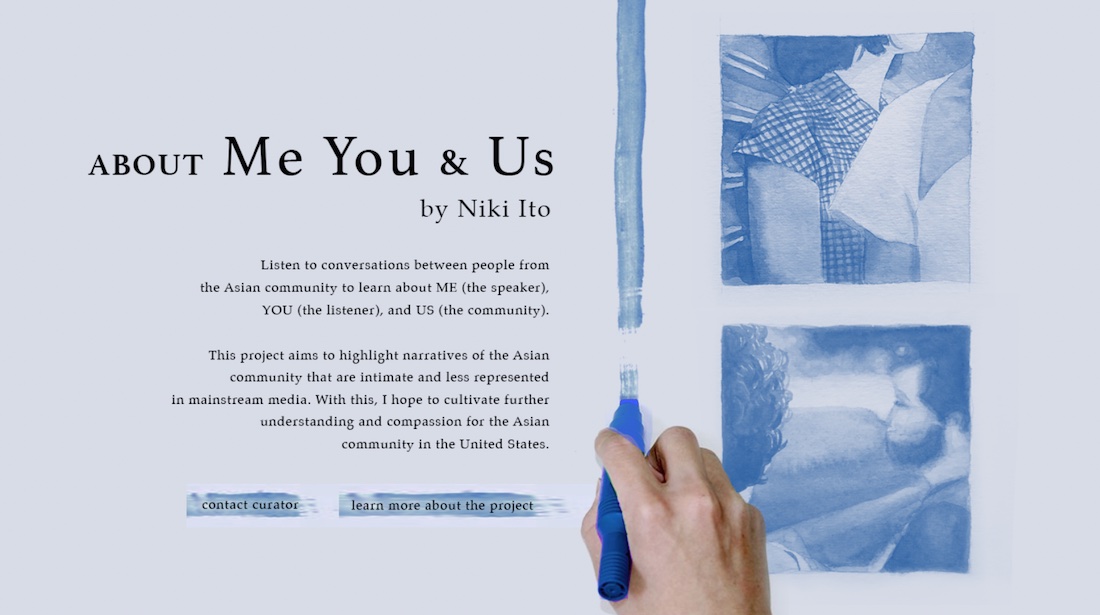 ABOUT Me You & Us
by Niki Ito
Listen to conversations between people from
the Asian community to learn about ME (the speaker),
YOU (the listener), and US (the community).
This project aims to highlight narratives of the Asian
community that are intimate and less represented
in mainstream media. With this, I hope to cultivate further
understanding and compassion for the Asian
community in the United States.
contact curator
learn more about the project